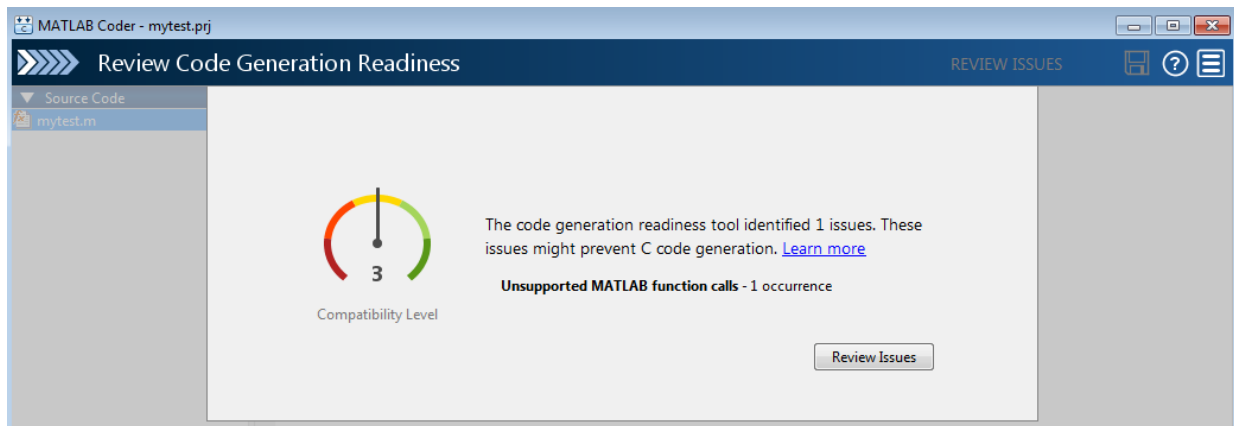 MATLAB Coder - mytest.prj
Review Code Generation Readiness
REVIEW ISSUES
Source Code
mytest.m
The code generation readiness tool identified 1 issues. These
issues might prevent C code generation. Learn more
Unsupported MATLAB function calls - 1 occurrence
3
Compatibility Level
Review Issues